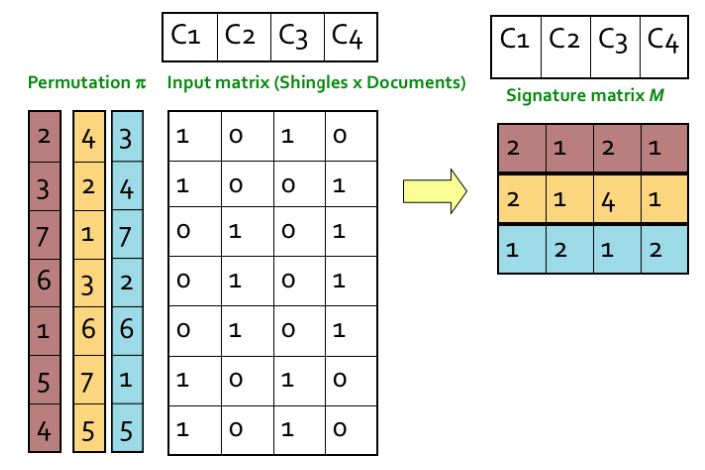 C1 C2 C3 C4
C1 C2 C3 C4
Permutation π Input matrix (Shingles x Documents)
Signature matrix M
2 4 3 1 0 1 0
3 2 4 1 0 0 1
7 1 7 0 1 0 1
6 3 2 0 1 0 1
1 6 6 0 1 0 1
5 7 1 1 0 1 0
4 5 5 1 0 1 0
2 1 2 1
2 1 4 1
1 2 1 2